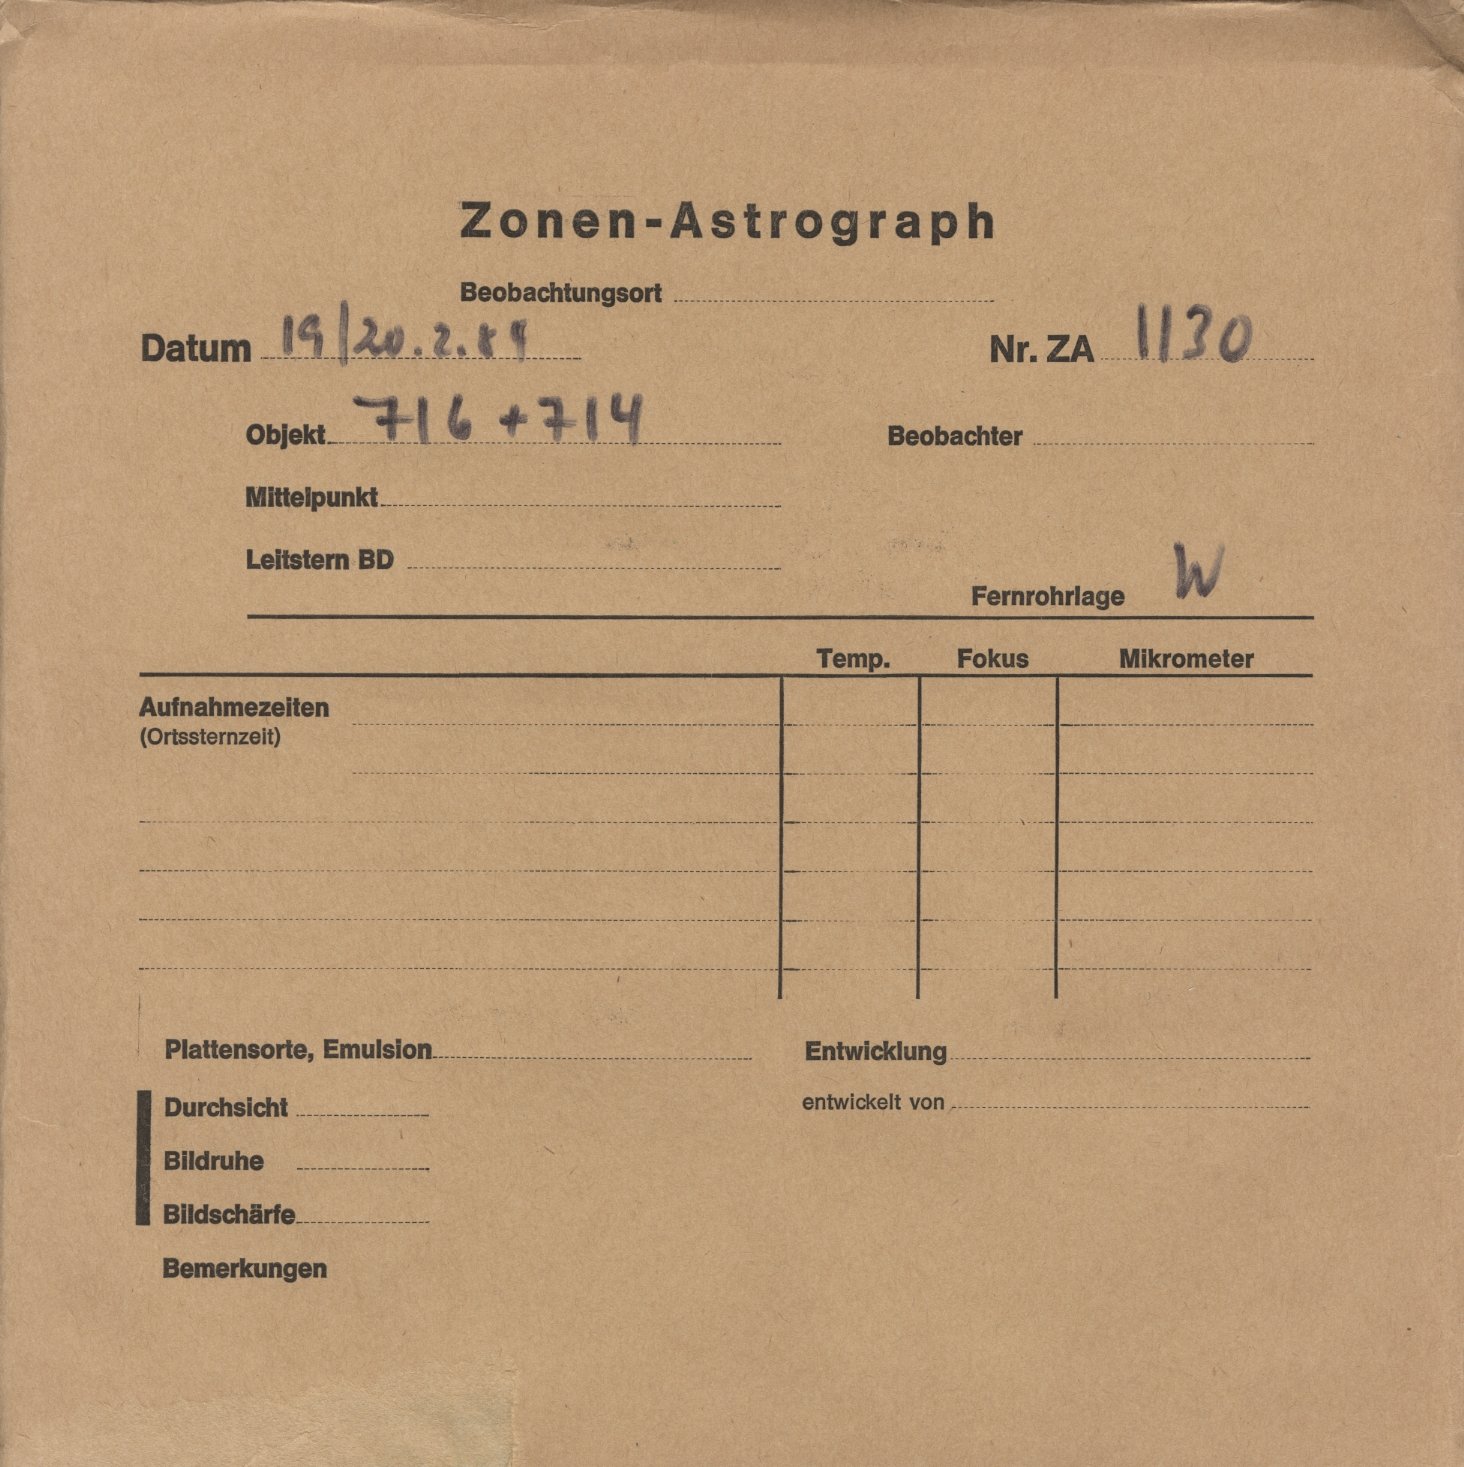 Zonen-Astrograph
Beobachtungsort
Datum 19/20.2.89 Nr. ZA 1130
Objekt 716 + 714 Beobachter
Mittelpunkt
Leitstern BD
Fernrohrlage W
Temp. Fokus Mikrometer
Aufnahmezeiten
(Ortssternzeit)
Plattensorte, Emulsion Entwicklung
Durchsicht entwickelt von
Bildruhe
Bildschärfe
Bemerkungen